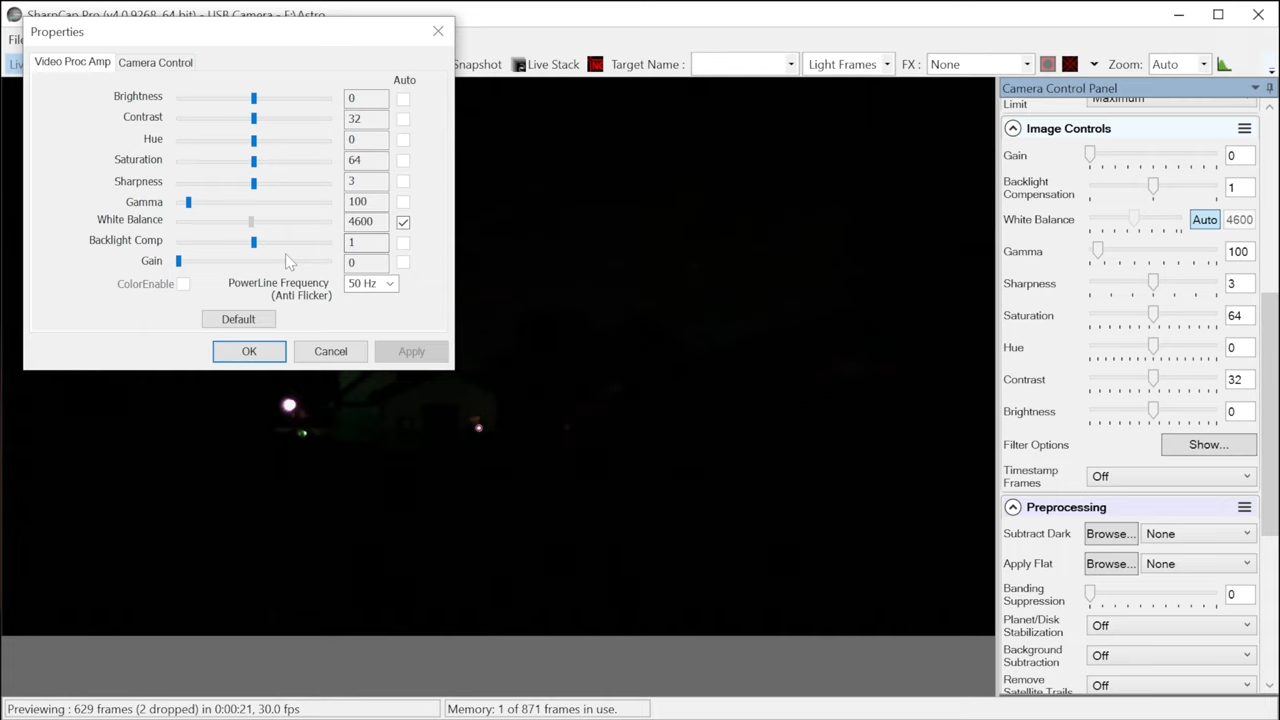 SharpCap Pro (v4.0.9268, 64 bit) - USB Camera - F:\Astro
Properties
File
Video Proc Amp
Camera Control
Live
Snapshot
Live Stack
Target Name :
Light Frames
FX :
None
Zoom:
Auto
Auto
Brightness
0
Contrast
32
Hue
0
Saturation
64
Sharpness
3
Gamma
100
White Balance
4600
Backlight Comp
1
Gain
0
ColorEnable
PowerLine Frequency
(Anti Flicker)
50 Hz
Default
OK
Cancel
Apply
Camera Control Panel
Limit
Maximum
Image Controls
Gain
0
Backlight
Compensation
1
White Balance
Auto
4600
Gamma
100
Sharpness
3
Saturation
64
Hue
0
Contrast
32
Brightness
0
Filter Options
Show...
Timestamp
Frames
Off
Preprocessing
Subtract Dark
Browse...
None
Apply Flat
Browse...
None
Banding
Suppression
0
Planet/Disk
Stabilization
Off
Background
Subtraction
Off
Remove
Satellite Trails
Off
Previewing : 629 frames (2 dropped) in 0:00:21, 30.0 fps
Memory: 1 of 871 frames in use.